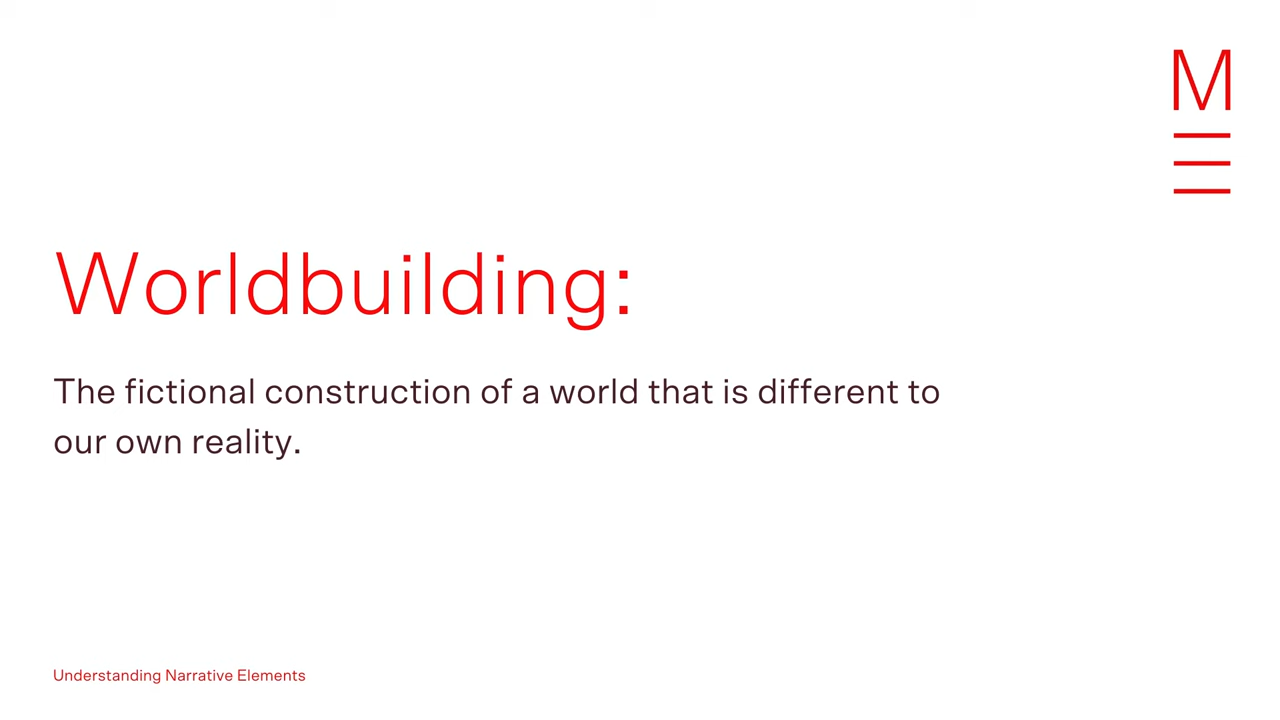 M
Worldbuilding:
The fictional construction of a world that is different to
our own reality.
Understanding Narrative Elements